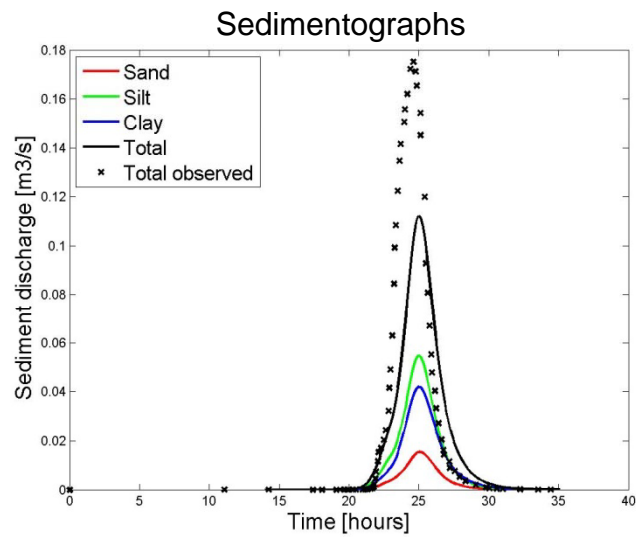 Sedimentographs
0.18
0.16
0.14
0.12
0.1
0.08
0.06
0.04
0.02
0
Sediment discharge [m3/s]
Sand
Silt
Clay
Total
Total observed
0 5 10 15 20 25 30 35 40
Time [hours]